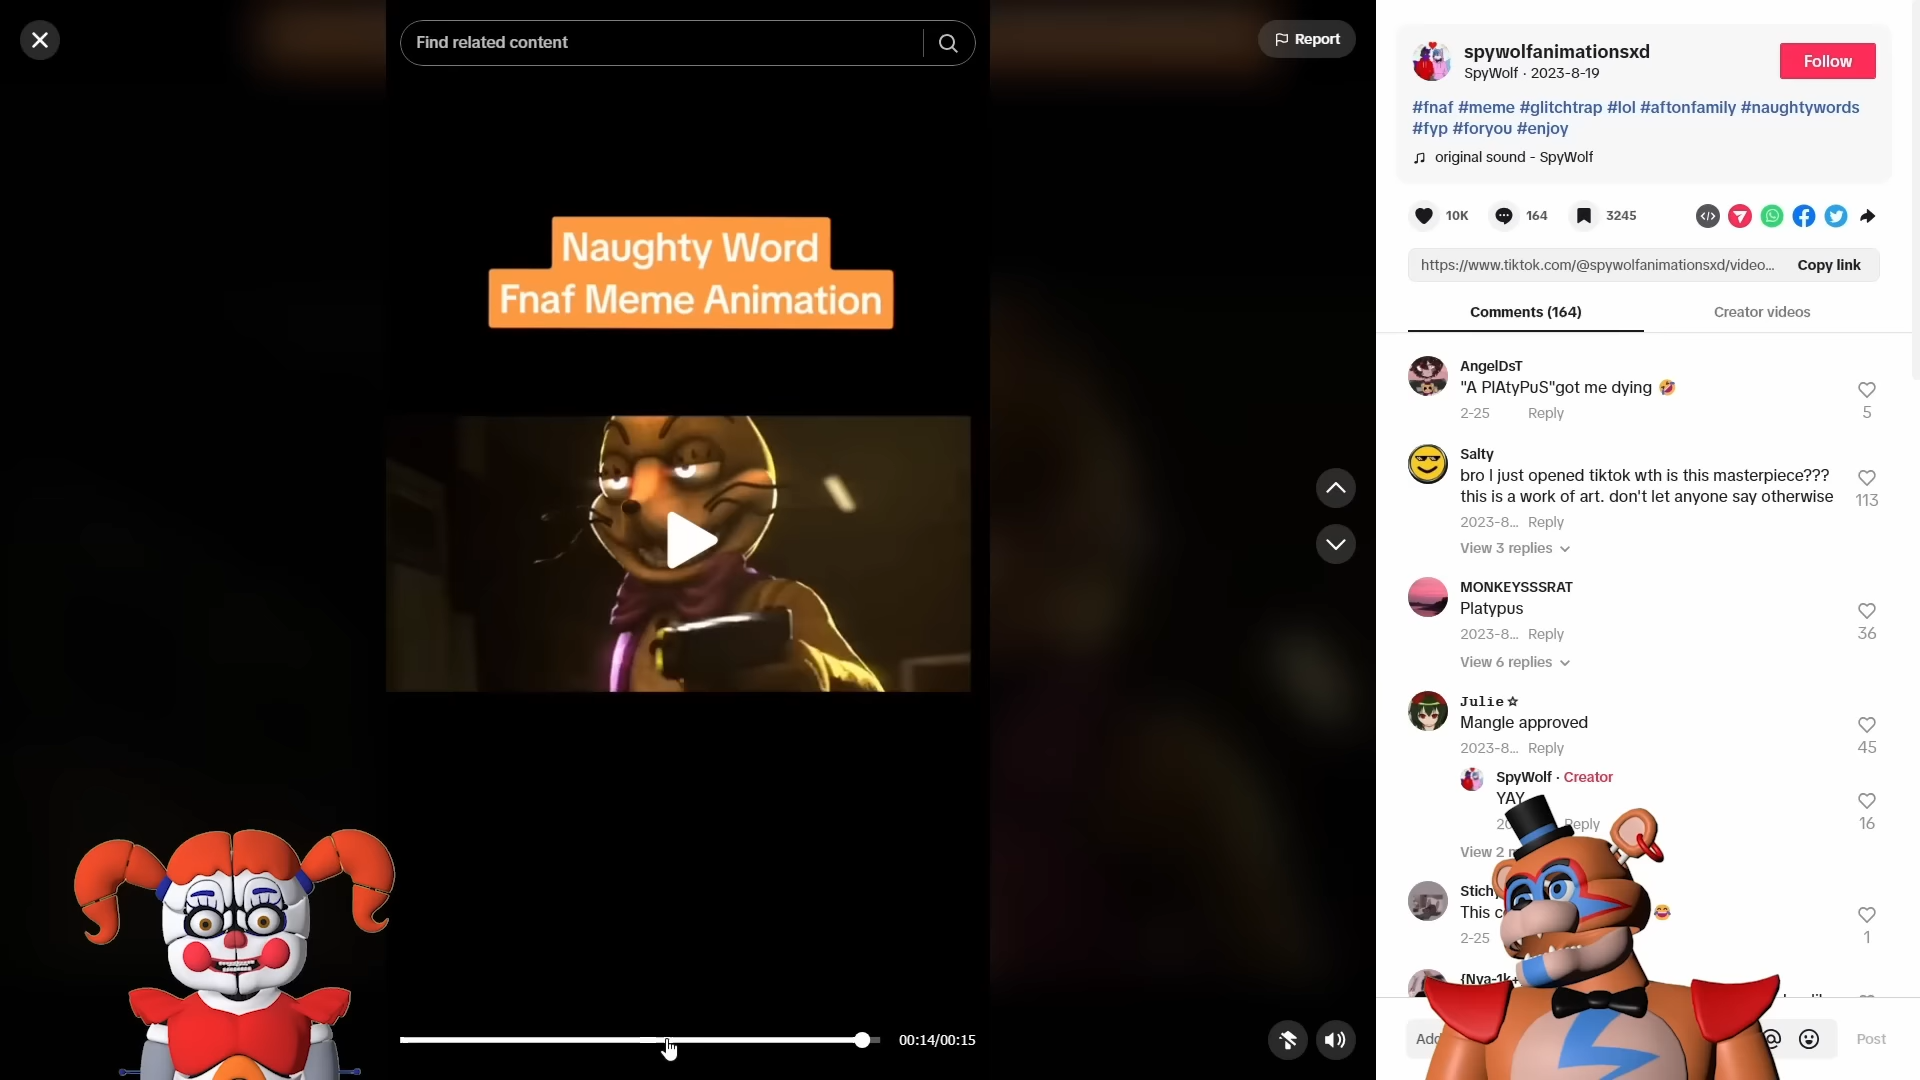 Find related content
Report
Naughty Word
Fnaf Meme Animation
00:14/00:15
spywolfanimationsxd
SpyWolf · 2023-8-19
Follow
#fnaf #meme #glitchtrap #lol #aftonfamily #naughtywords
#fyp #foryou #enjoy
original sound - SpyWolf
10K
164
3245
https://www.tiktok.com/@spywolfanimationsxd/video...
Copy link
Comments (164)
Creator videos
AngelDsT
"A PlAtyPuS"got me dying 🤣
2-25 Reply
5
Salty
bro I just opened tiktok wth is this masterpiece???
this is a work of art. don't let anyone say otherwise
113
2023-8... Reply
View 3 replies
MONKEYSSSRAT
Platypus
2023-8... Reply
36
View 6 replies
Julie☆
Mangle approved
2023-8... Reply
45
SpyWolf · Creator
YAY
Reply
16
View 2
Stich
This
😂
2-25
1
Post